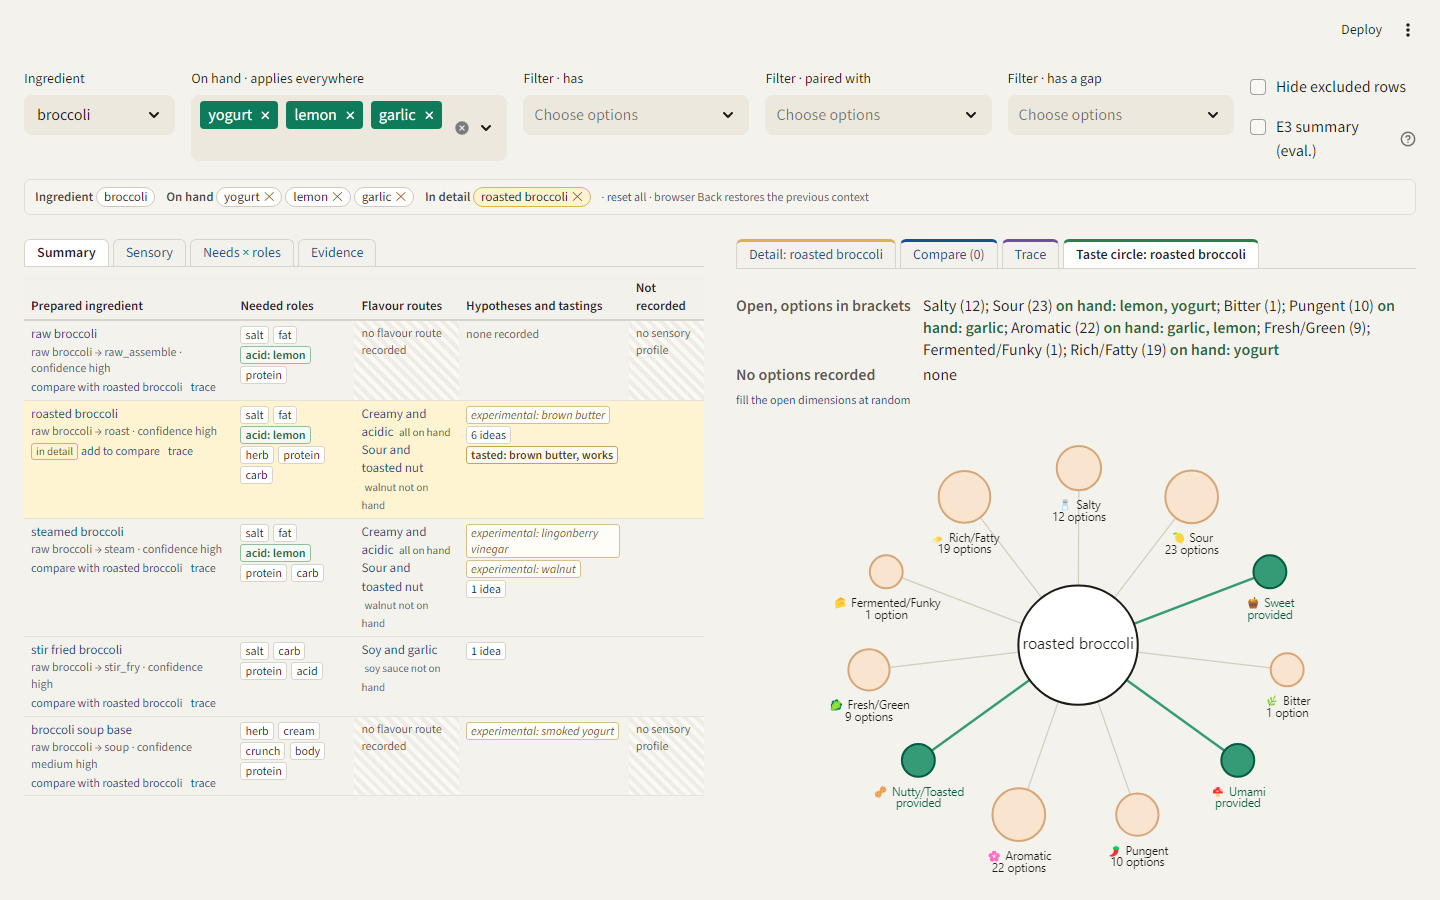 Deploy
Ingredient
On hand · applies everywhere
Filter · has
Filter · paired with
Filter · has a gap
broccoli
yogurt × lemon × garlic ×
Choose options
Choose options
Choose options
Hide excluded rows
E3 summary
(eval.)
Ingredient broccoli On hand yogurt × lemon × garlic × In detail roasted broccoli × · reset all · browser Back restores the previous context
Summary
Sensory
Needs × roles
Evidence
Prepared ingredient
Needed roles
Flavour routes
Hypotheses and tastings
Not
recorded
raw broccoli
raw broccoli → raw_assemble ·
confidence high
compare with roasted broccoli trace
salt fat
acid: lemon
protein
no flavour route
recorded
none recorded
no sensory
profile
roasted broccoli
raw broccoli → roast · confidence high
in detail add to compare trace
salt fat
acid: lemon
herb protein
carb
Creamy and
acidic all on hand
Sour and
toasted nut
walnut not on
hand
experimental: brown butter
6 ideas
tasted: brown butter, works
steamed broccoli
raw broccoli → steam · confidence high
compare with roasted broccoli trace
salt fat
acid: lemon
protein carb
Creamy and
acidic all on hand
Sour and
toasted nut
walnut not on
hand
experimental: lingonberry
vinegar
experimental: walnut
1 idea
stir fried broccoli
raw broccoli → stir_fry · confidence
high
compare with roasted broccoli trace
salt carb
protein acid
Soy and garlic
soy sauce not on
hand
1 idea
broccoli soup base
raw broccoli → soup · confidence
medium high
compare with roasted broccoli trace
herb cream
crunch body
protein
no flavour route
recorded
experimental: smoked yogurt
no sensory
profile
Detail: roasted broccoli
Compare (0)
Trace
Taste circle: roasted broccoli
Open, options in brackets
Salty (12); Sour (23) on hand: lemon, yogurt; Bitter (1); Pungent (10) on
hand: garlic; Aromatic (22) on hand: garlic, lemon; Fresh/Green (9);
Fermented/Funky (1); Rich/Fatty (19) on hand: yogurt
No options recorded
none
fill the open dimensions at random
Salty
12 options
Rich/Fatty
19 options
Sour
23 options
Fermented/Funky
1 option
Sweet
provided
roasted broccoli
Fresh/Green
9 options
Bitter
1 option
Nutty/Toasted
provided
Umami
provided
Aromatic
22 options
Pungent
10 options